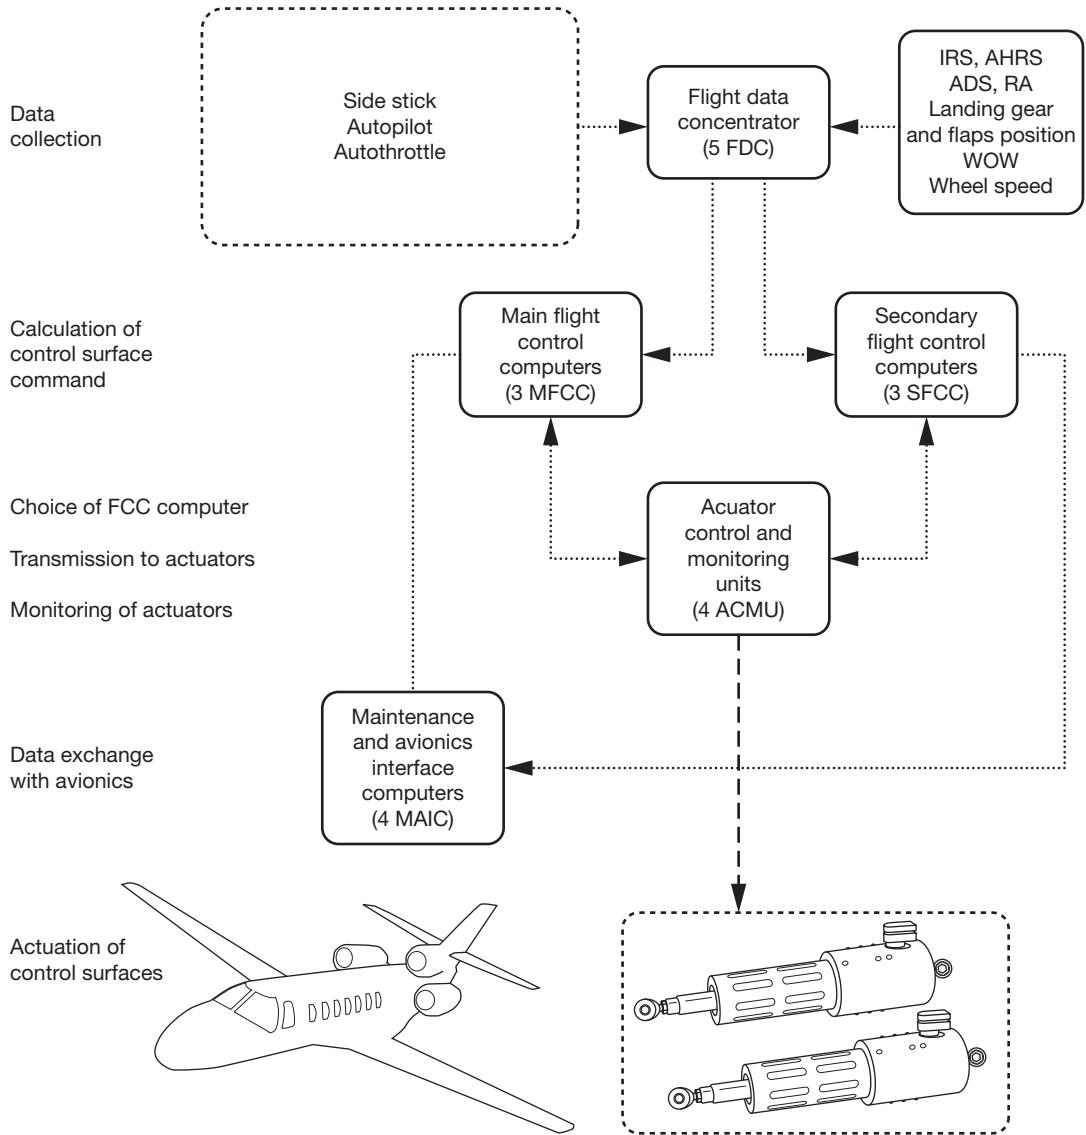 Data
collection
Side stick
Autopilot
Autothrottle
Flight data
concentrator
(5 FDC)
IRS, AHRS
ADS, RA
Landing gear
and flaps position
WOW
Wheel speed
Calculation of
control surface
command
Main flight
control
computers
(3 MFCC)
Secondary
flight control
computers
(3 SFCC)
Choice of FCC computer
Transmission to actuators
Monitoring of actuators
Acuator
control and
monitoring
units
(4 ACMU)
Data exchange
with avionics
Maintenance
and avionics
interface
computers
(4 MAIC)
Actuation of
control surfaces